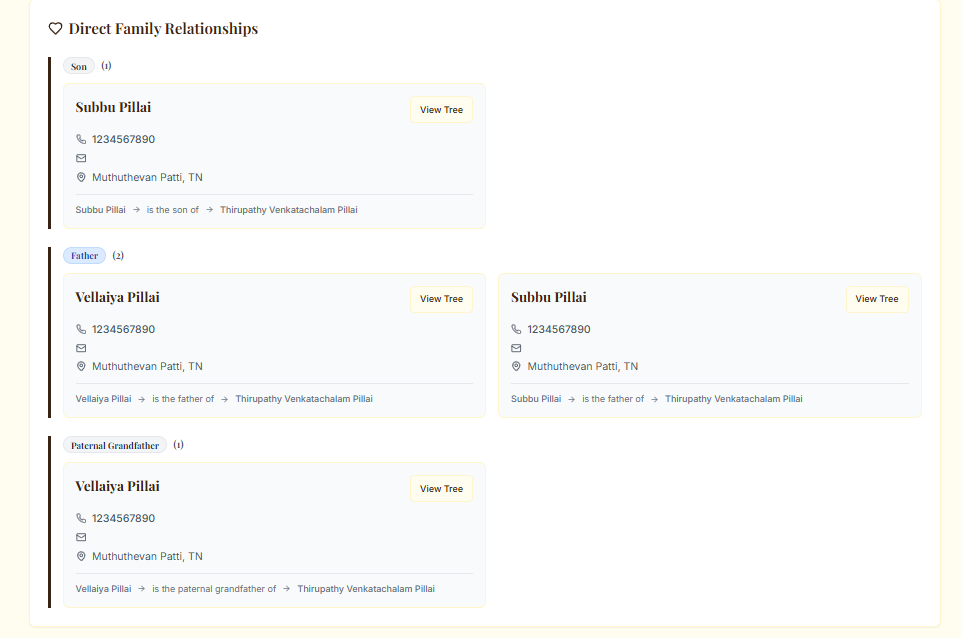 Direct Family Relationships
Son (1)
Subbu Pillai View Tree
1234567890
Muthuthevan Patti, TN
Subbu Pillai → is the son of → Thirupathy Venkatachalam Pillai
Father (2)
Vellaiya Pillai View Tree
1234567890
Muthuthevan Patti, TN
Vellaiya Pillai → is the father of → Thirupathy Venkatachalam Pillai
Subbu Pillai View Tree
1234567890
Muthuthevan Patti, TN
Subbu Pillai → is the father of → Thirupathy Venkatachalam Pillai
Paternal Grandfather (1)
Vellaiya Pillai View Tree
1234567890
Muthuthevan Patti, TN
Vellaiya Pillai → is the paternal grandfather of → Thirupathy Venkatachalam Pillai